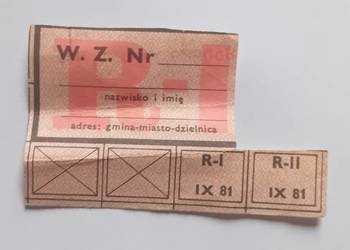 R-I
W. Z. Nr
nazwisko i imię
adres: gmina-miasto-dzielnica
R-I R-II
IX 81 IX 81